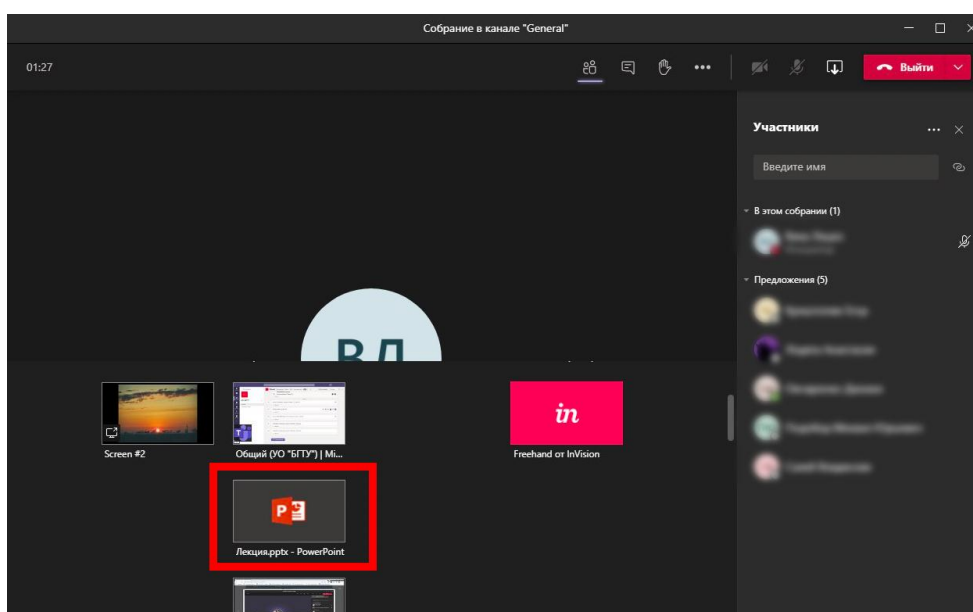 Собрание в канале "General"
01:27
Выйти
Участники
Введите имя
В этом собрании (1)
Предложения (5)
ВЛ
in
Screen #2
Общий (УО "БГТУ") | Mi...
Freehand от InVision
P
Лекция.pptx - PowerPoint